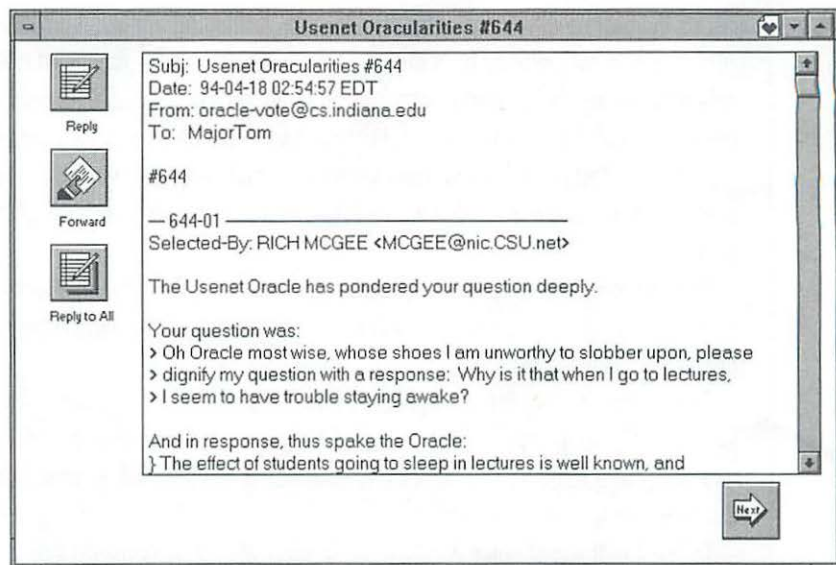 Usenet Oracularities #644
Reply
Forward
Reply to All
Subj: Usenet Oracularities #644
Date: 94-04-18 02:54:57 EDT
From: oracle-vote@cs.indiana.edu
To: MajorTom
#644
— 644-01 —
Selected-By: RICH MCGEE <MCGEE@nic.CSU.net>
The Usenet Oracle has pondered your question deeply.
Your question was:
> Oh Oracle most wise, whose shoes I am unworthy to slobber upon, please
> dignify my question with a response: Why is it that when I go to lectures,
> I seem to have trouble staying awake?
And in response, thus spake the Oracle:
} The effect of students going to sleep in lectures is well known, and
Next